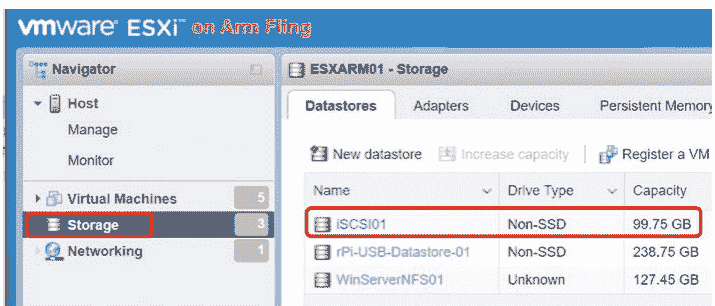 vmware ESXi™ on Arm Fling
Navigator
Host
Manage
Monitor
Virtual Machines 5
Storage 3
Networking 1
ESXARM01 - Storage
Datastores Adapters Devices Persistent Memory
New datastore Increase capacity Register a VM
Name Drive Type Capacity
iSCSI01 Non-SSD 99.75 GB
rPi-USB-Datastore-01 Non-SSD 238.75 GB
WinServerNFS01 Unknown 127.45 GB